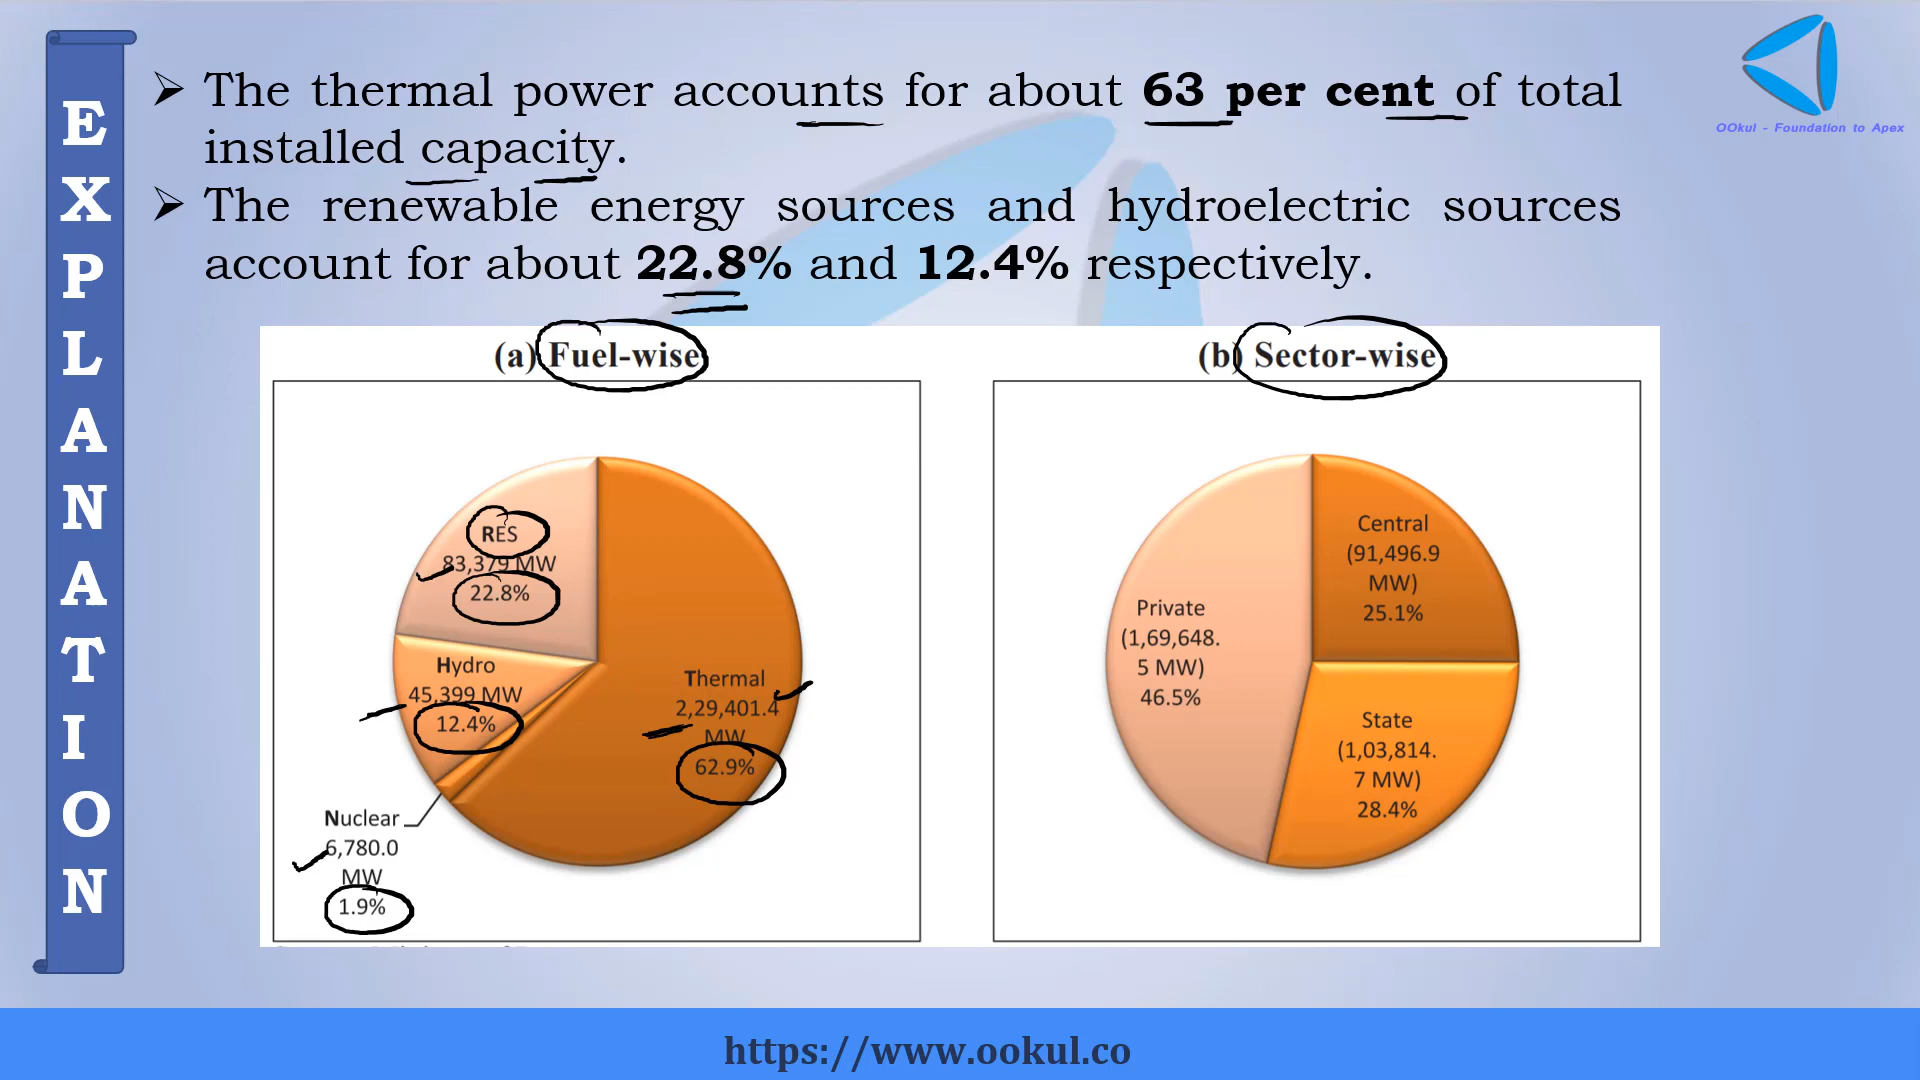 EXPLANATION
➢ The thermal power accounts for about 63 per cent of total
installed capacity.
➢ The renewable energy sources and hydroelectric sources
account for about 22.8% and 12.4% respectively.
OOkul - Foundation to Apex
(a) Fuel-wise
RES
83,379 MW
22.8%
Hydro
45,399 MW
12.4%
Thermal
2,29,401.4
MW
62.9%
Nuclear
6,780.0
MW
1.9%
(b) Sector-wise
Central
(91,496.9
MW)
25.1%
Private
(1,69,648.
5 MW)
46.5%
State
(1,03,814.
7 MW)
28.4%
https://www.ookul.co